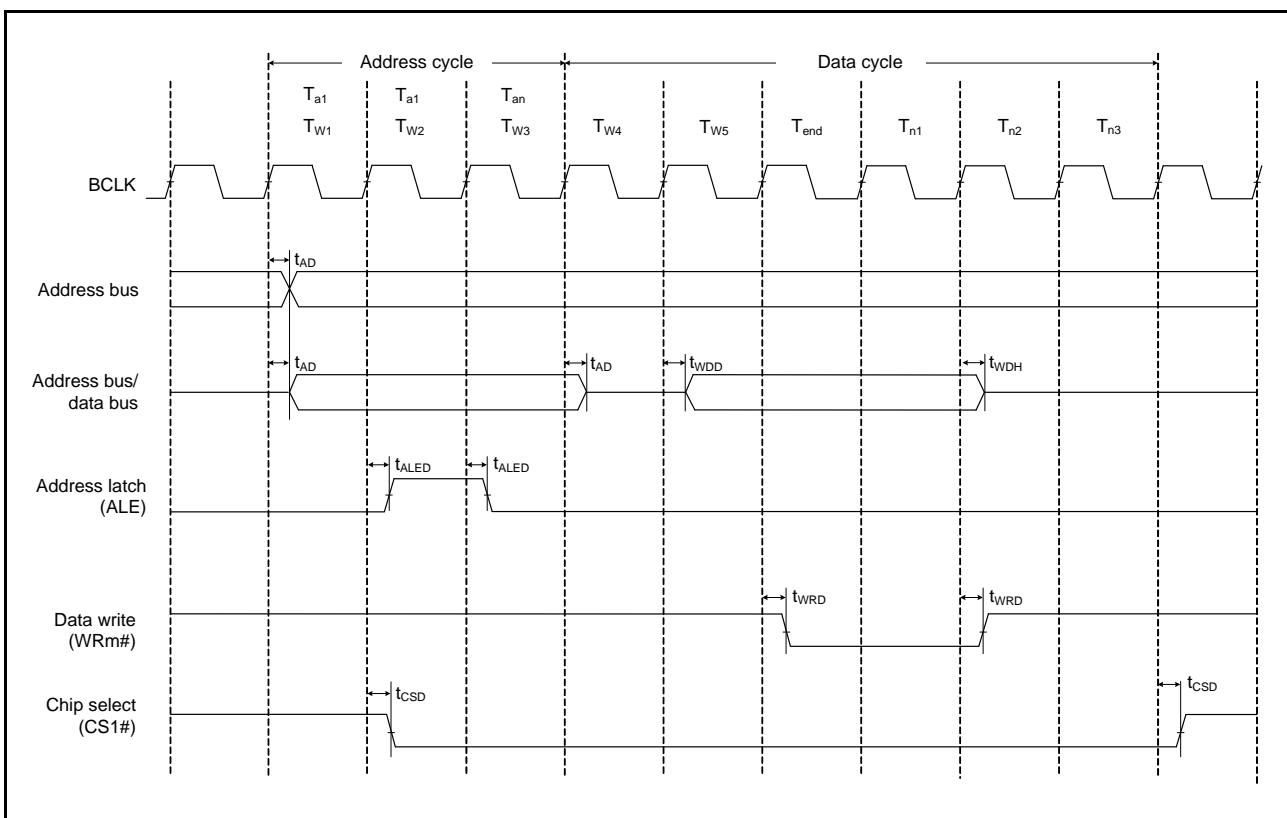 Address cycle Data cycle
Ta1 Ta1 Tan
TW1 TW2 TW3 TW4 TW5 Tend Tn1 Tn2 Tn3
BCLK
tAD
Address bus
tAD tAD tWDD tWDH
Address bus/
data bus
tALED tALED
Address latch
(ALE)
tWRD tWRD
Data write
(WRm#)
tCSD tCSD
Chip select
(CS1#)